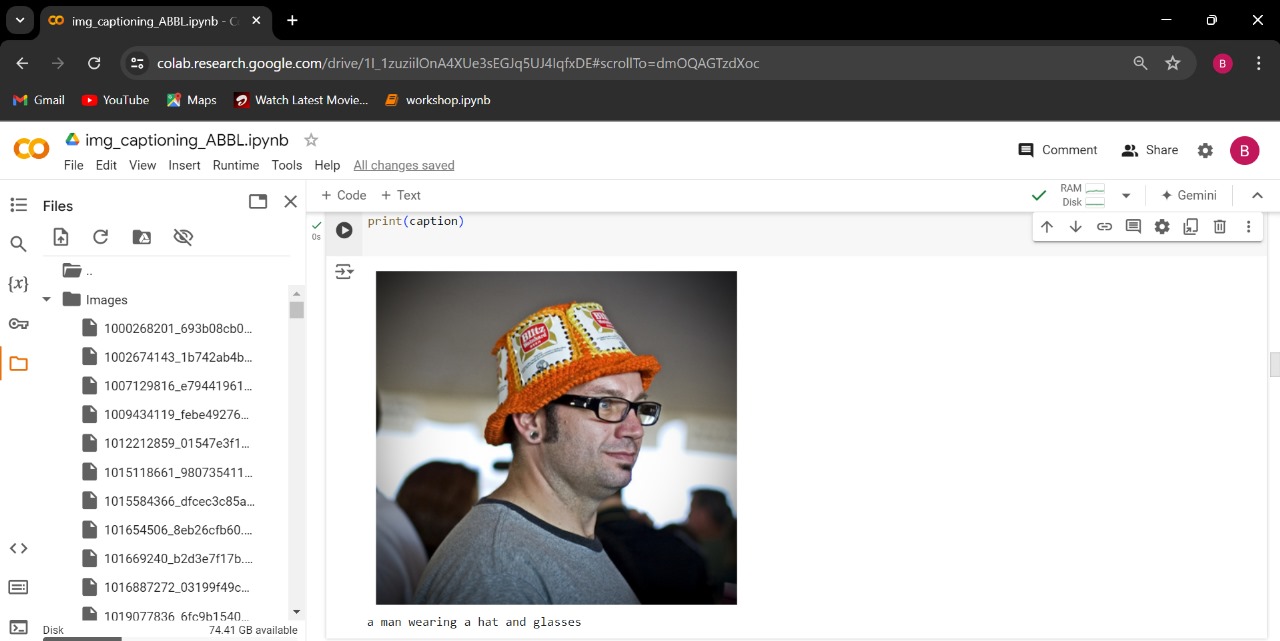 img_captioning_ABBL.ipynb - C
colab.research.google.com/drive/1l_1zuziilOnA4XUe3sEGJq5UJ4lqfxDE#scrollTo=dmOQAGTzdXoc
B
Gmail
YouTube
Maps
Watch Latest Movie...
workshop.ipynb
img_captioning_ABBL.ipynb
File Edit View Insert Runtime Tools Help All changes saved
Comment
Share
B
Files
+ Code + Text
RAM
Disk
Gemini
..
Images
1000268201_693b08cb0...
1002674143_1b742ab4b...
1007129816_e79441961...
1009434119_febe49276...
1012212859_01547e3f1...
1015118661_980735411...
1015584366_dfcec3c85a...
101654506_8eb26cfb60....
101669240_b2d3e7f17b....
1016887272_03199f49c...
1019077836_6fc9b1540...
Disk
74.41 GB available
{x}
0s
print(caption)
Blitz
a man wearing a hat and glasses